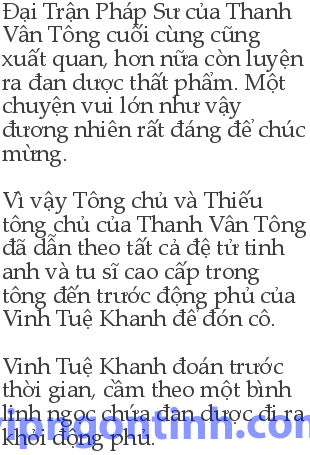 Đại Trận Pháp Sư của Thanh
Vân Tông cuối cùng cũng
xuất quan, hơn nữa còn luyện
ra đan dược thất phẩm. Một
chuyện vui lớn như vậy
đương nhiên rất đáng để chúc
mừng.
Vì vậy Tông chủ và Thiếu
tông chủ của Thanh Vân Tông
đã dẫn theo tất cả đệ tử tinh
anh và tu sĩ cao cấp trong
tông đến trước động phủ của
Vinh Tuệ Khanh để đón cô.
Vinh Tuệ Khanh đoán trước
thời gian, cầm theo một bình
linh ngọc chứa đan dược đi ra
khỏi động phủ.
vipngontinh.com